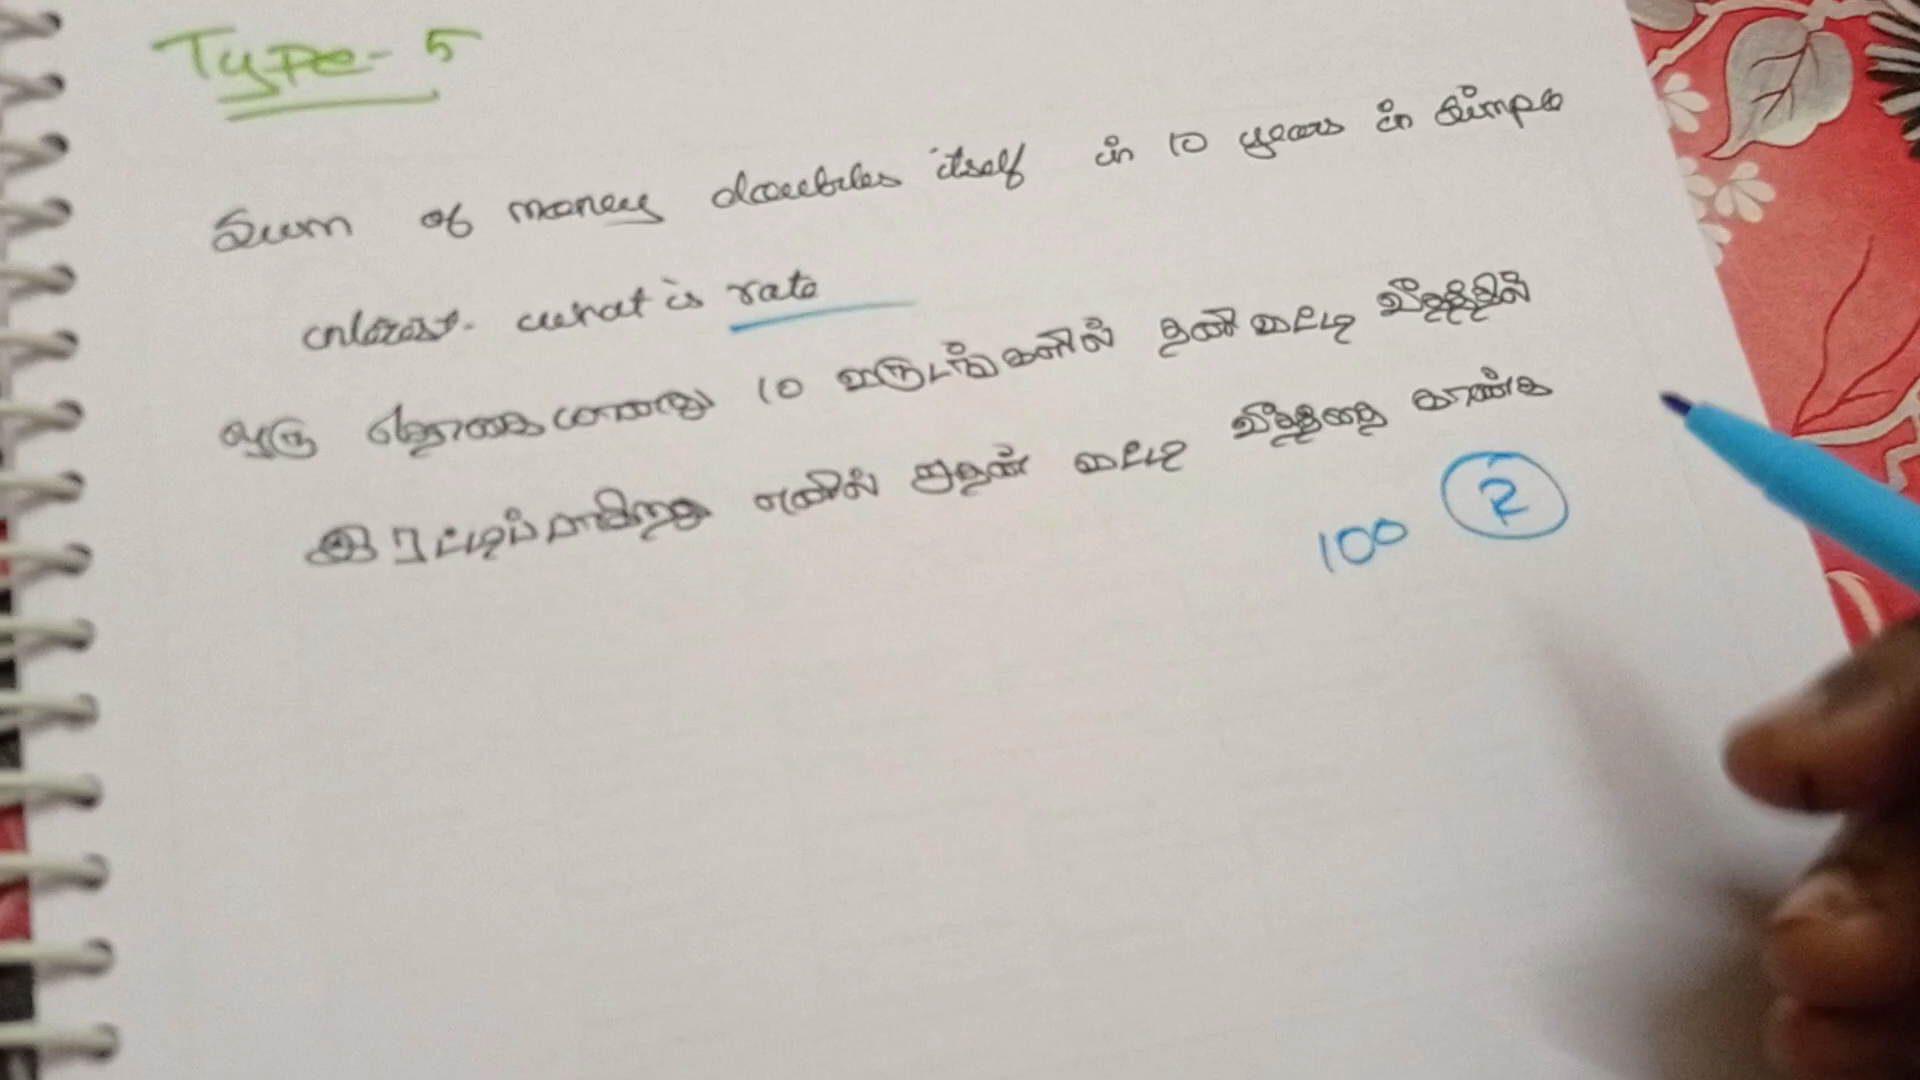 Type-5
Sum of money doubles itself in 10 years in simple
interest. what is rate
ஒரு தொகையானது 10 வருடங்களில் தனி வட்டி வீதத்தில்
இரட்டிப்பாகிறது எனில் அதன் வட்டி வீதத்தை காண்க
100 2